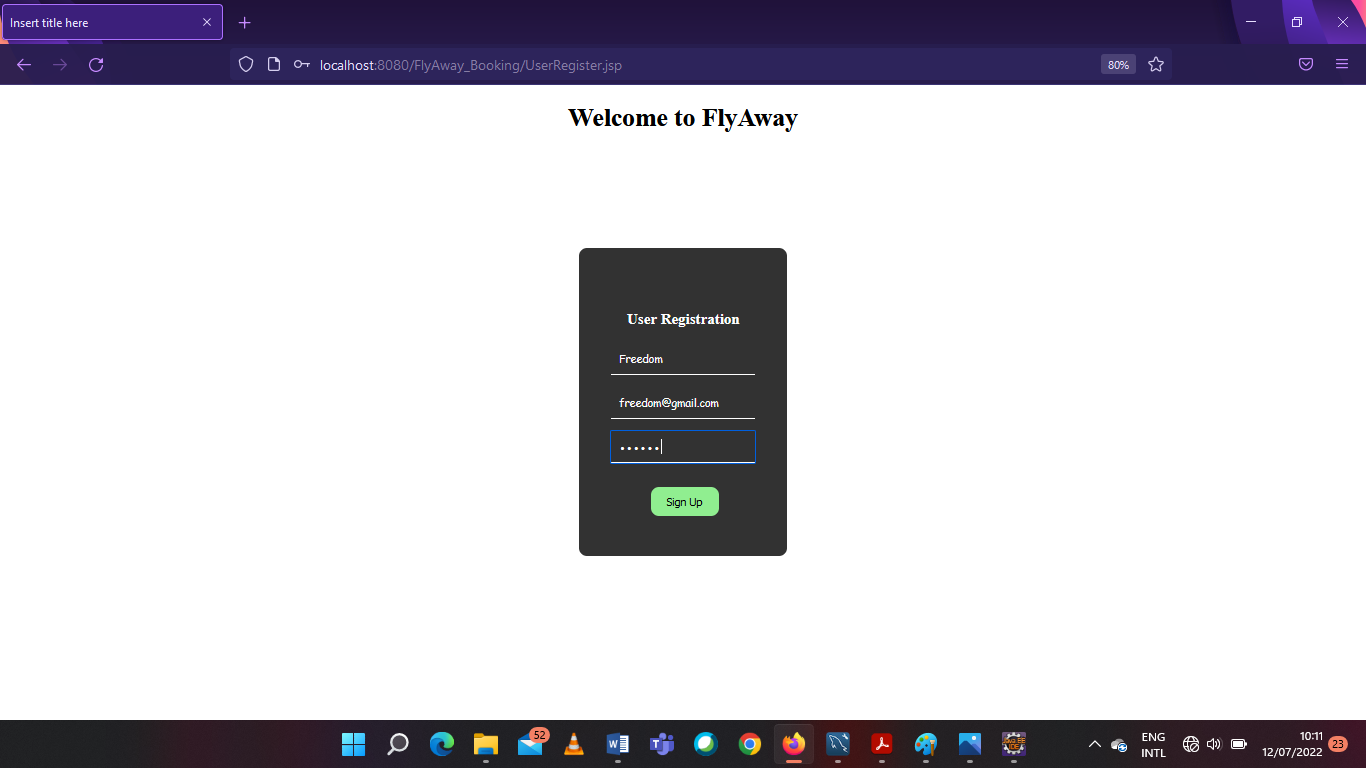 Insert title here
localhost:8080/FlyAway_Booking/UserRegister.jsp
80%
Welcome to FlyAway
User Registration
Freedom
freedom@gmail.com
••••••
Sign Up
52
ENG
INTL
10:11
12/07/2022
23